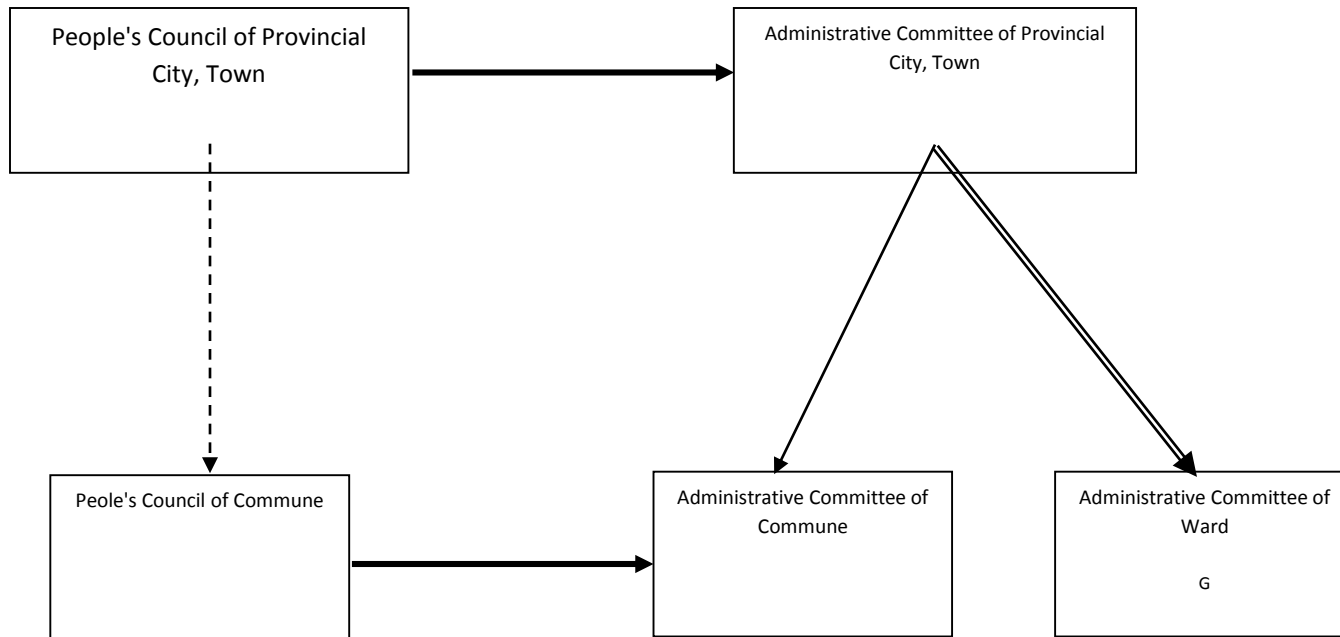 People's Council of Provincial
City, Town
Administrative Committee of Provincial
City, Town
Peole's Council of Commune
Administrative Committee of
Commune
Administrative Committee of
Ward
G